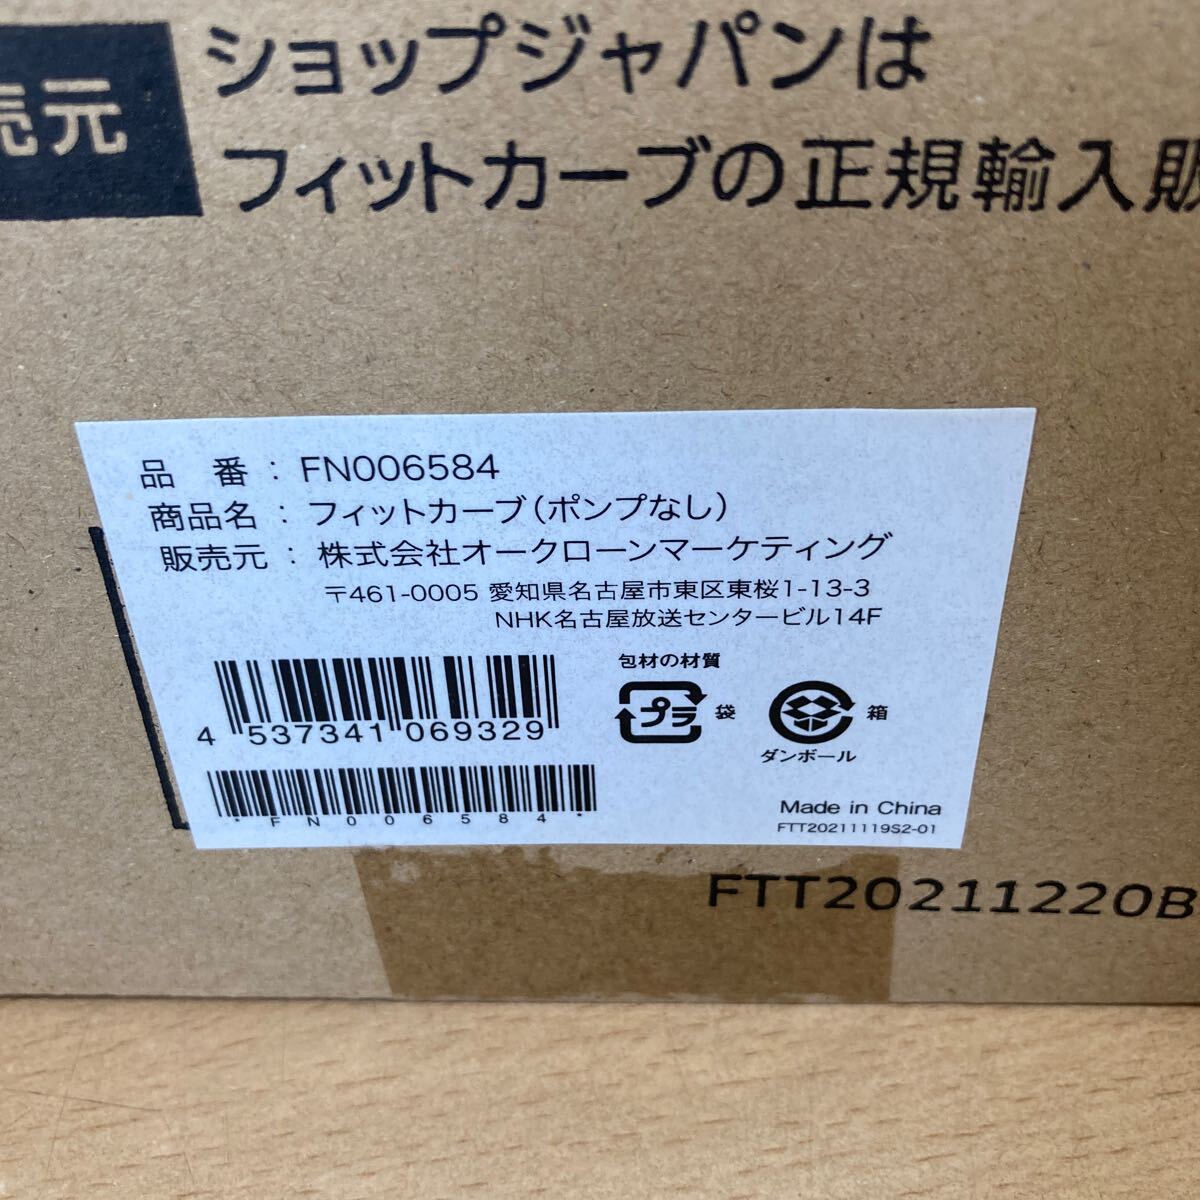 売元
ショップジャパンは
フィットカーブの正規輸入販
品 番 : FN006584
商品名 : フィットカーブ(ポンプなし)
販売元 : 株式会社オークローンマーケティング
〒461-0005 愛知県名古屋市東区東桜1-13-3
NHK名古屋放送センタービル14F
包材の材質
プラ 袋
箱
ダンボール
4 537341 069329
*FN006584*
Made in China
FTT20211119S2-01
FTT20211220B